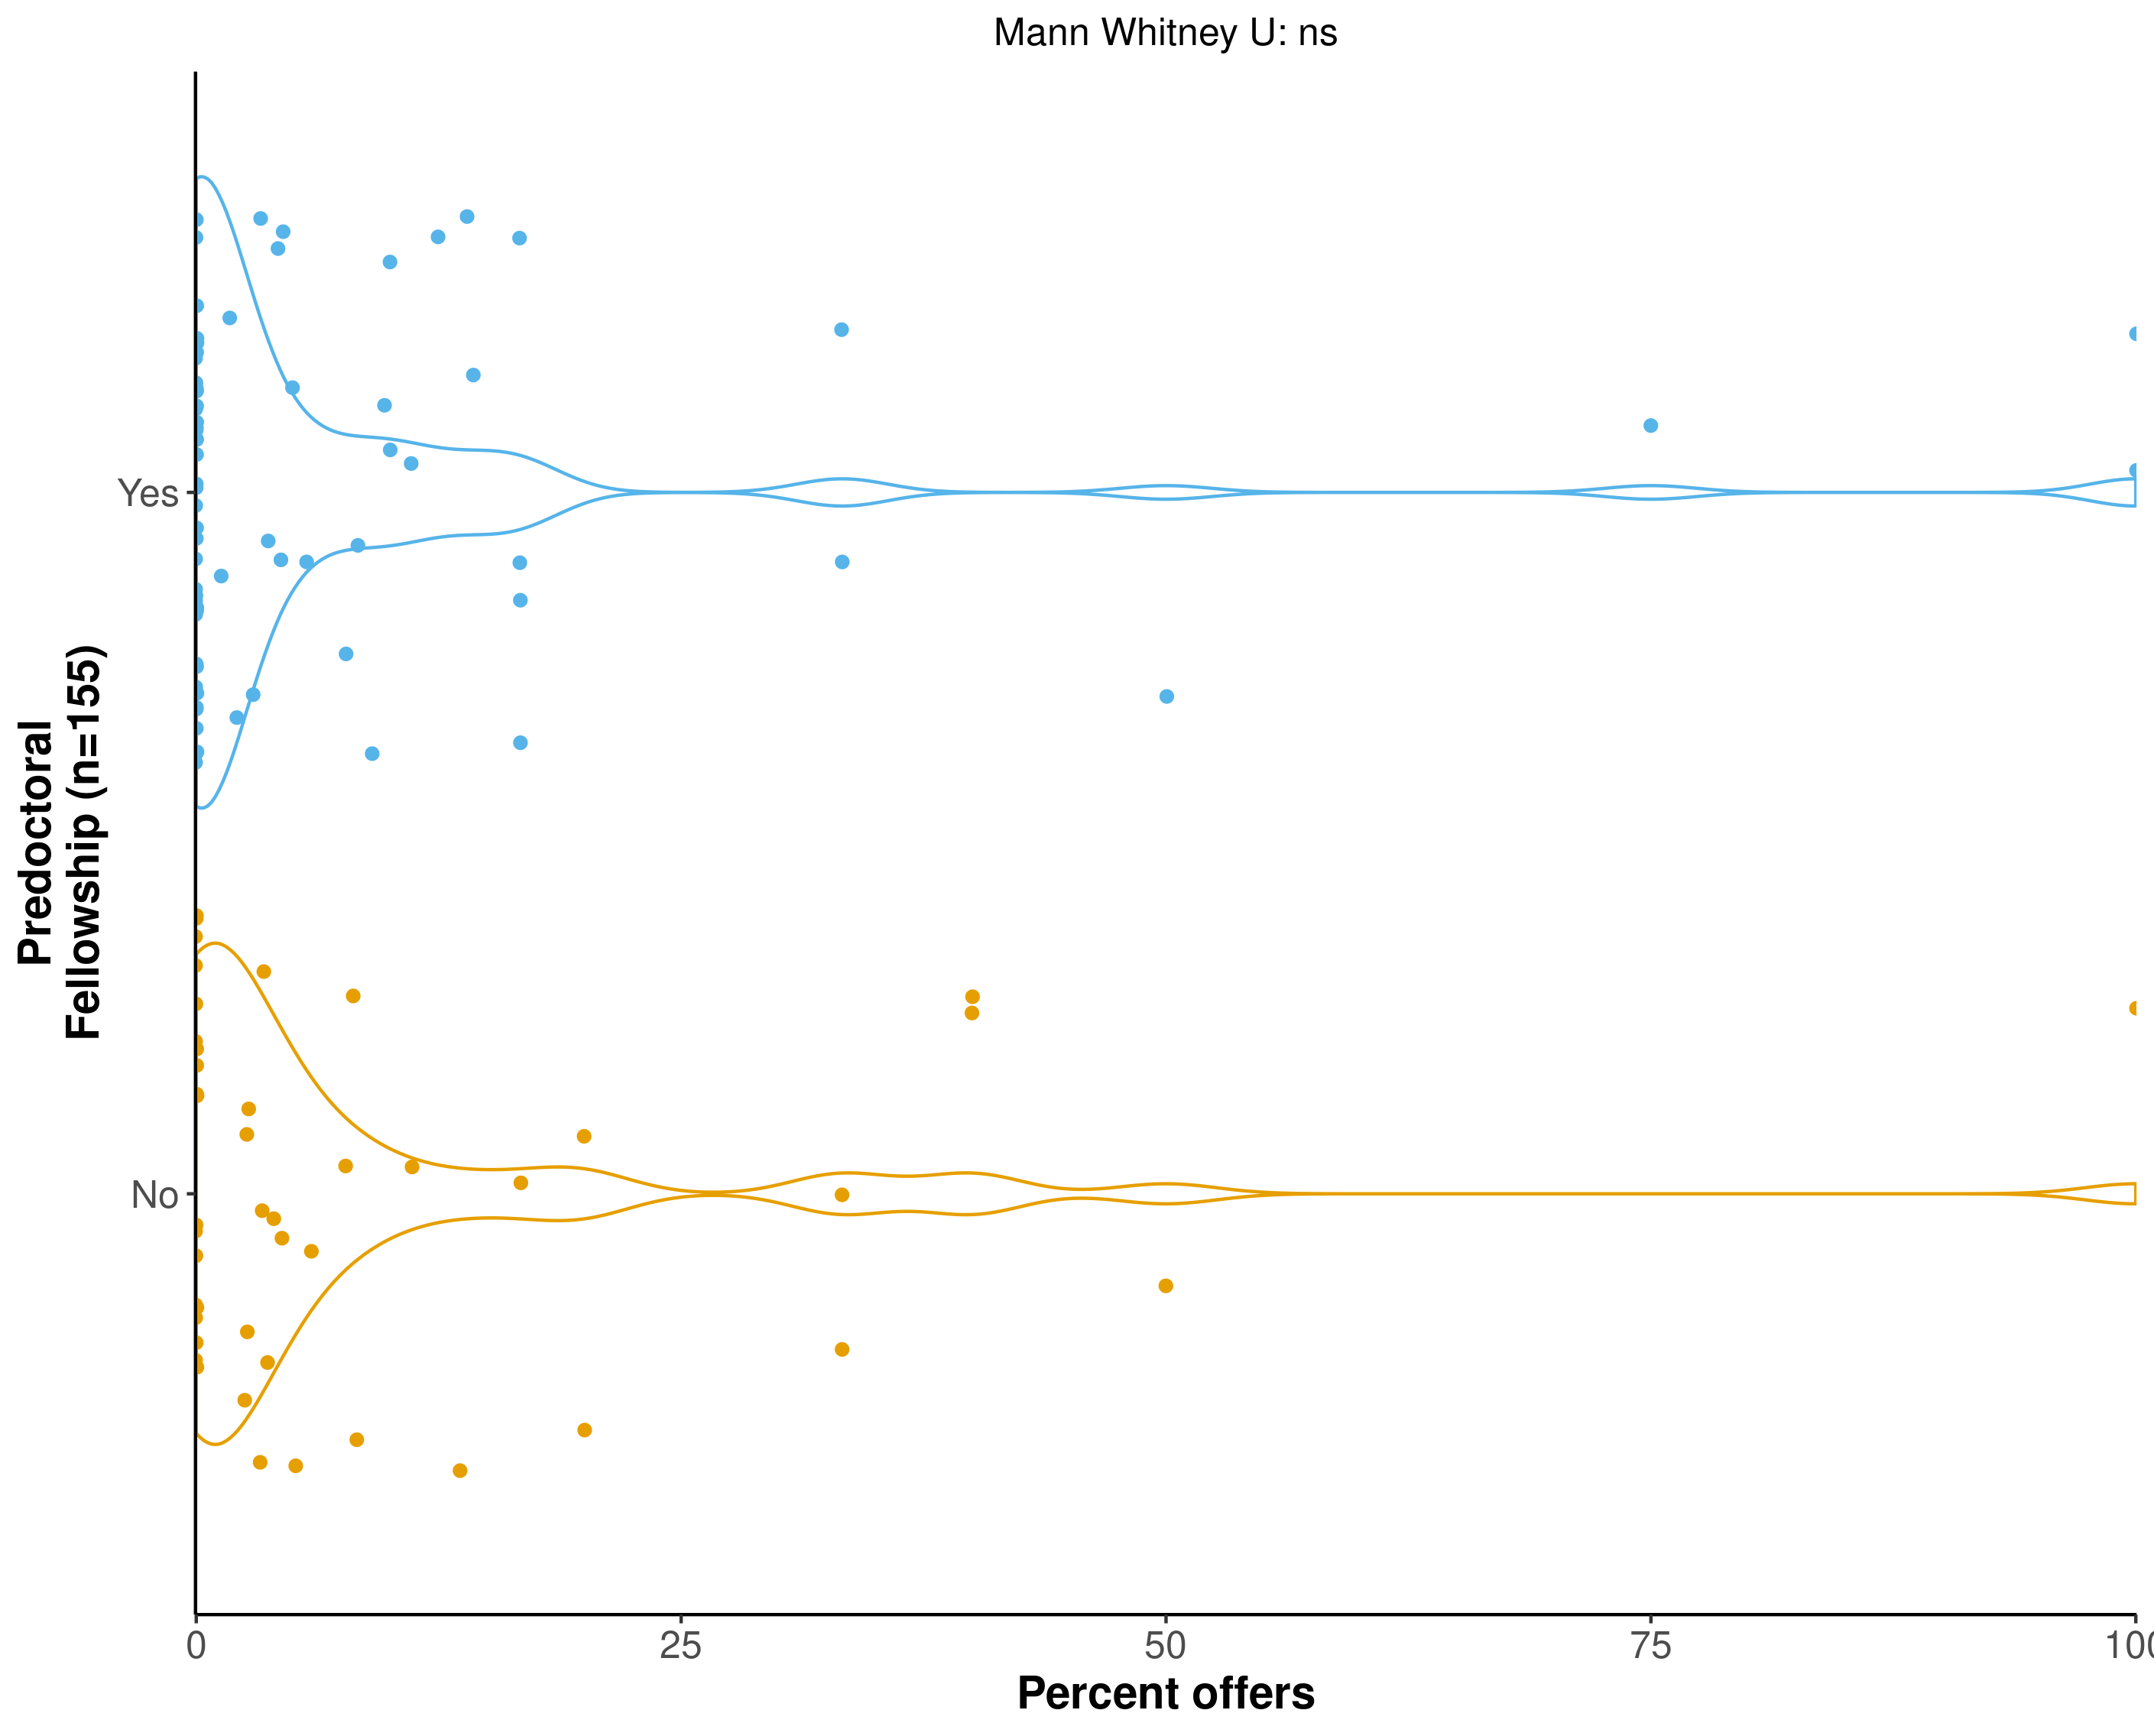 Mann Whitney U: ns
Predoctoral
Fellowship (n=155)
Yes
No
0
25
50
75
100
Percent offers